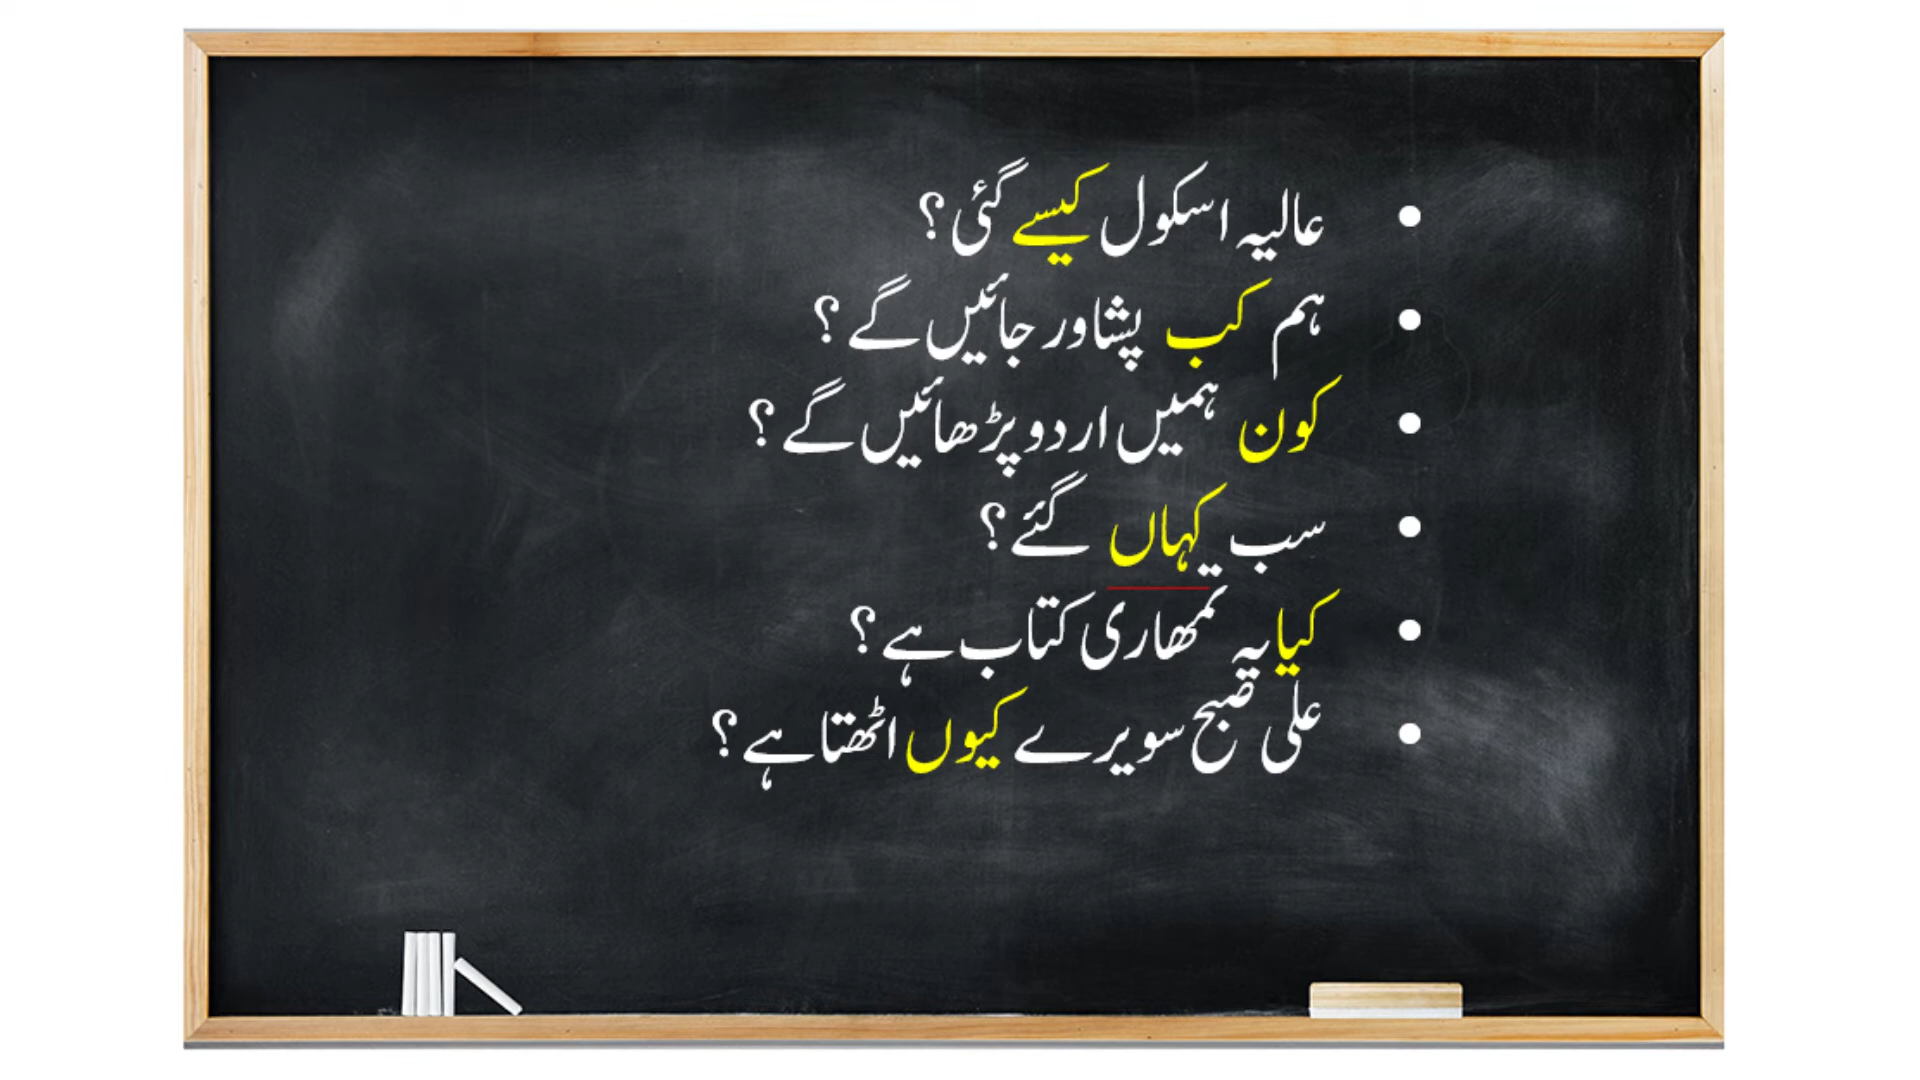 عالیہ اسکول کیسے گئی؟
ہم کب پشاور جائیں گے؟
کون ہمیں اردو پڑھائیں گے؟
سب کہاں گئے؟
کیا یہ تمھاری کتاب ہے؟
علی صبح سویرے کیوں اٹھتا ہے؟